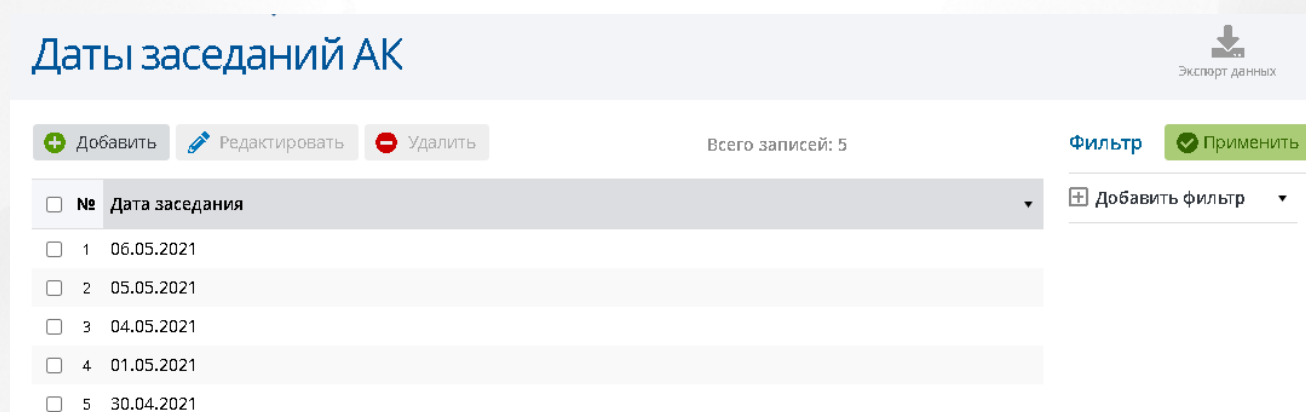 Даты заседаний АК
Экспорт данных
Добавить Редактировать Удалить Всего записей: 5 Фильтр Применить
№ Дата заседания Добавить фильтр
1 06.05.2021
2 05.05.2021
3 04.05.2021
4 01.05.2021
5 30.04.2021